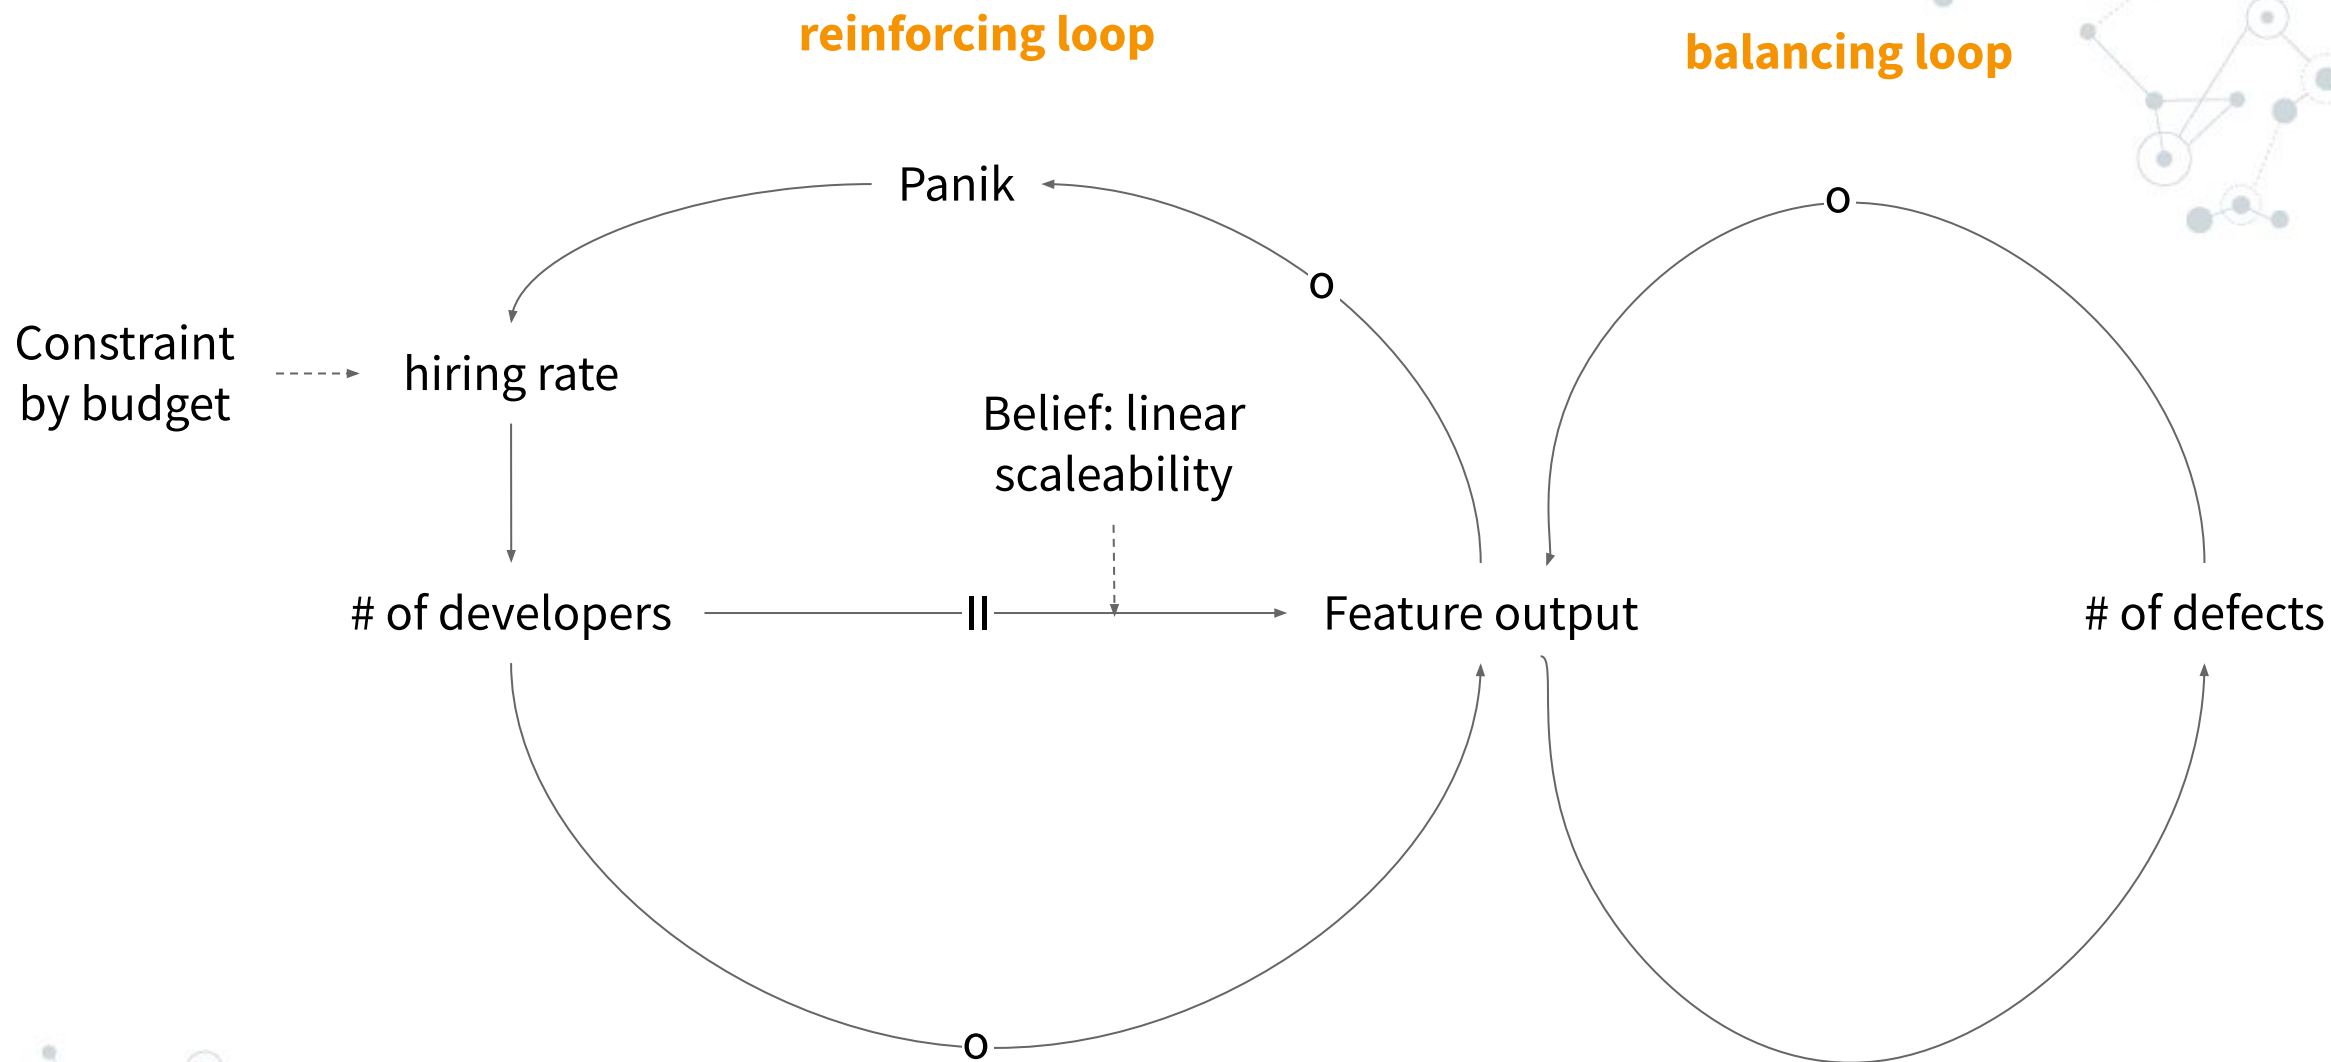 reinforcing loop
balancing loop
Panik
o
o
Constraint
by budget
hiring rate
Belief: linear
scaleability
# of developers
II
Feature output
# of defects
o